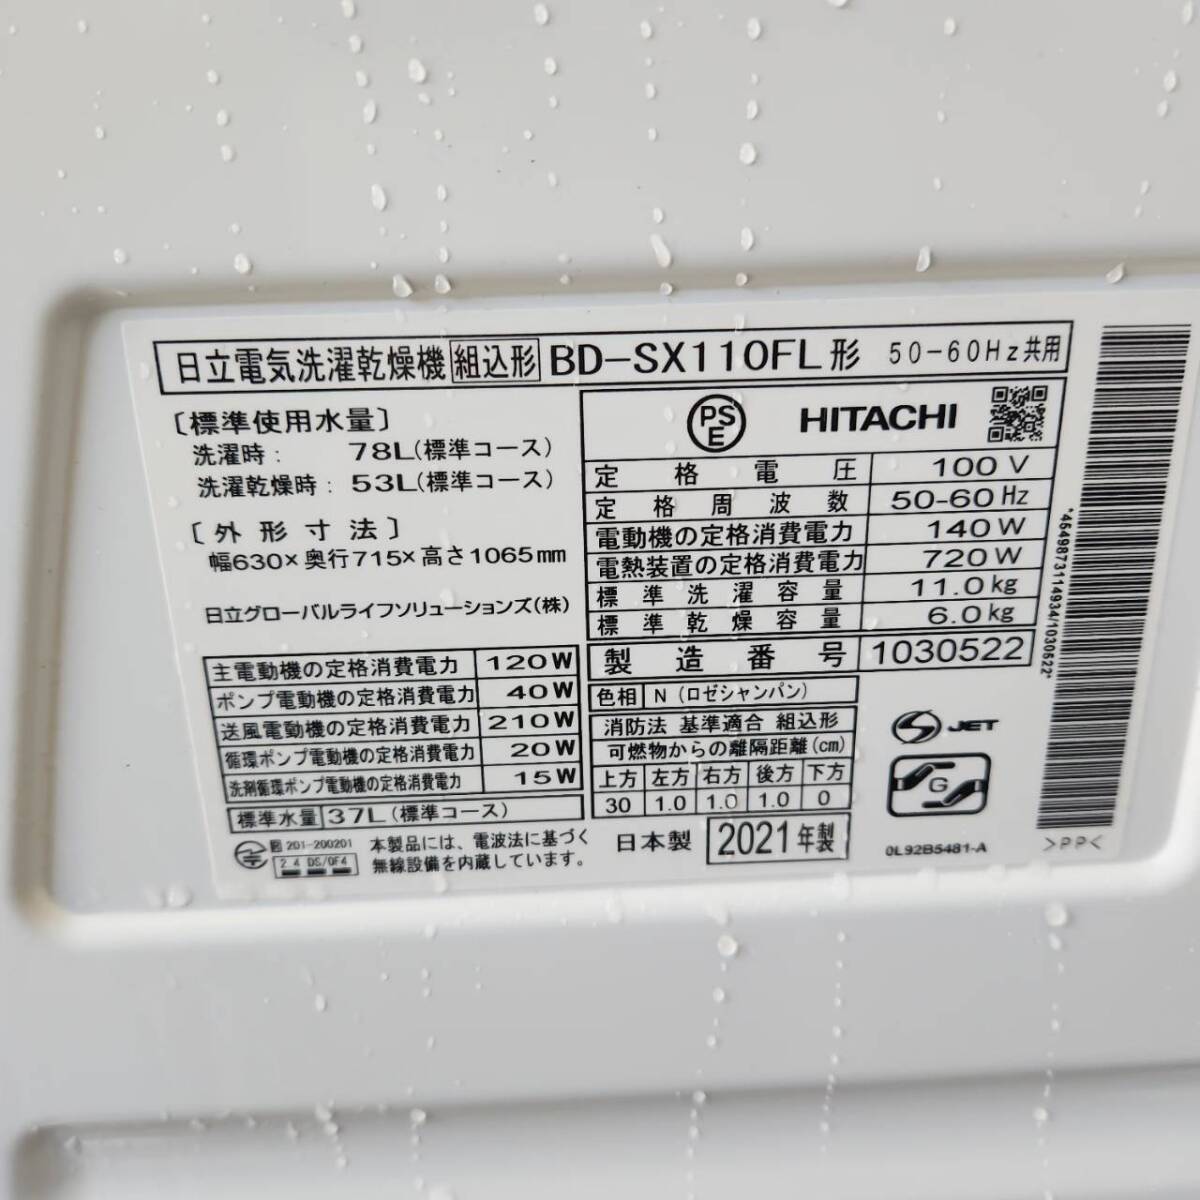 日立電気洗濯乾燥機 組込形 BD-SX110FL形 50-60Hz共用
〔標準使用水量〕
洗濯時: 78L(標準コース)
洗濯乾燥時: 53L(標準コース)
〔外形寸法〕
幅630×奥行715×高さ1065mm
日立グローバルライフソリューションズ(株)
主電動機の定格消費電力 120W
ポンプ電動機の定格消費電力 40W
送風電動機の定格消費電力 210W
循環ポンプ電動機の定格消費電力 20W
洗剤循環ポンプ電動機の定格消費電力 15W
標準水量 37L(標準コース)
201-200201
2.4 DS/OF4
本製品には、電波法に基づく
無線設備を内蔵しています。
PSE HITACHI
定格電圧 100V
定格周波数 50-60Hz
電動機の定格消費電力 140W
電熱装置の定格消費電力 720W
標準洗濯容量 11.0kg
標準乾燥容量 6.0kg
製造番号 1030522
色相 N(ロゼシャンパン)
消防法 基準適合 組込形
可燃物からの離隔距離(cm)
上方 左方 右方 後方 下方
30 1.0 1.0 1.0 0
日本製 2021年製
S JET
G
0L92B5481-A
*4549873114934/1030522*
>PP<